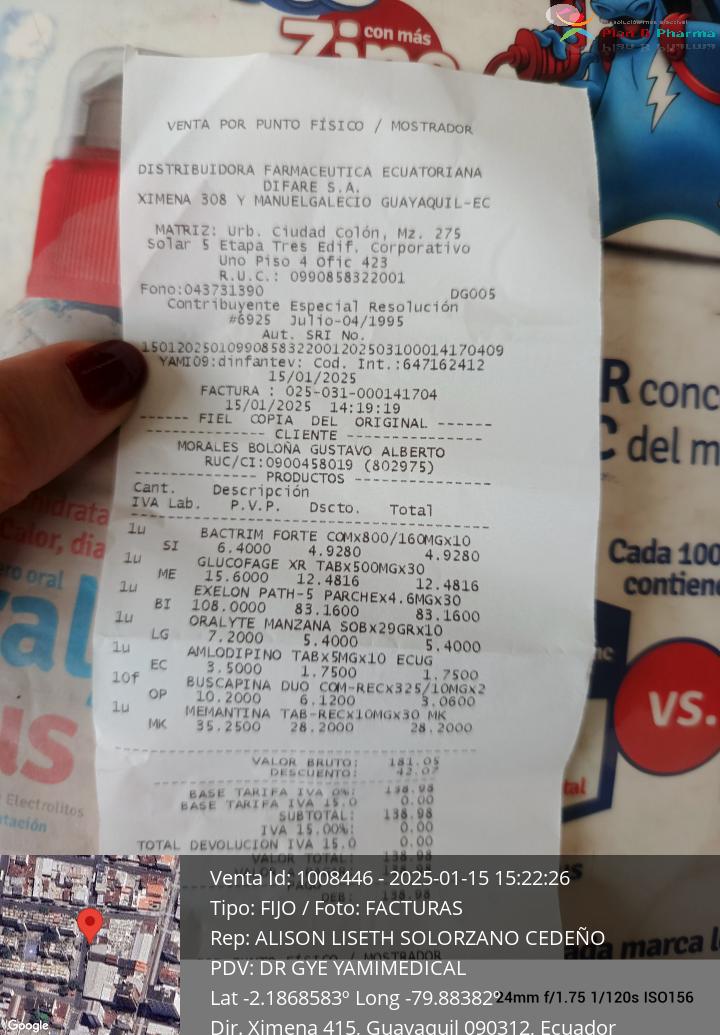 con más
Zinc
Plan D Pharma
VENTA POR PUNTO FÍSICO / MOSTRADOR
DISTRIBUIDORA FARMACEUTICA ECUATORIANA
DIFARE S.A.
XIMENA 308 Y MANUELGALECIO GUAYAQUIL-EC
MATRIZ: Urb. Ciudad Colón, Mz. 275
Solar 5 Etapa Tres Edif. Corporativo
Uno Piso 4 Ofic 423
R.U.C.: 0990858322001
Fono:043731390 DG005
Contribuyente Especial Resolución
#6925 Julio-04/1995
Aut. SRI No.
1501202501099085832200120250310001417040​9
YAMI09:dinfantev: Cod. Int.:647162412
15/01/2025
FACTURA : 025-031-000141704
15/01/2025 14:19:19
------ FIEL COPIA DEL ORIGINAL ------
------------- CLIENTE ---------------
MORALES BOLOÑA GUSTAVO ALBERTO
RUC/CI:0900458019 (802975)
------------- PRODUCTOS --------------
Cant. Descripción
IVA Lab. P.V.P. Dscto. Total
1u BACTRIM FORTE COMx800/160MGx10
SI 6.4000 4.9280 4.9280
1u GLUCOFAGE XR TABx500MGx30
ME 15.6000 12.4816 12.4816
1u EXELON PATH-5 PARCHEx4.6MGx30
BI 108.0000 83.1600 83.1600
1u ORALYTE MANZANA SOBx29GRx10
LG 7.2000 5.4000 5.4000
1u AMLODIPINO TABx5MGx10 ECUG
EC 3.5000 1.7500 1.7500
10f BUSCAPINA DUO COM-RECx325/10MGx2
OP 10.2000 6.1200 3.0600
1u MEMANTINA TAB-RECx10MGx30 MK
MK 35.2500 28.2000 28.2000
VALOR BRUTO: 181.05
DESCUENTO: 42.07
BASE TARIFA IVA 0%: 138.98
BASE TARIFA IVA 15.0 0.00
SUBTOTAL: 138.98
IVA 15.00%: 0.00
TOTAL DEVOLUCION IVA 15.0 0.00
VALOR TOTAL: 138.98
R conc
C del m
Cada 100
contiene
VS.
Electrolitos
Venta Id: 1008446 - 2025-01-15 15:22:26
Tipo: FIJO / Foto: FACTURAS
Rep: ALISON LISETH SOLORZANO CEDEÑO
PDV: DR GYE YAMIMEDICAL
Lat -2.1868583º Long -79.88382º
24mm f/1.75 1/120s ISO156
Dir. Ximena 415, Guayaquil 090312, Ecuador
Google